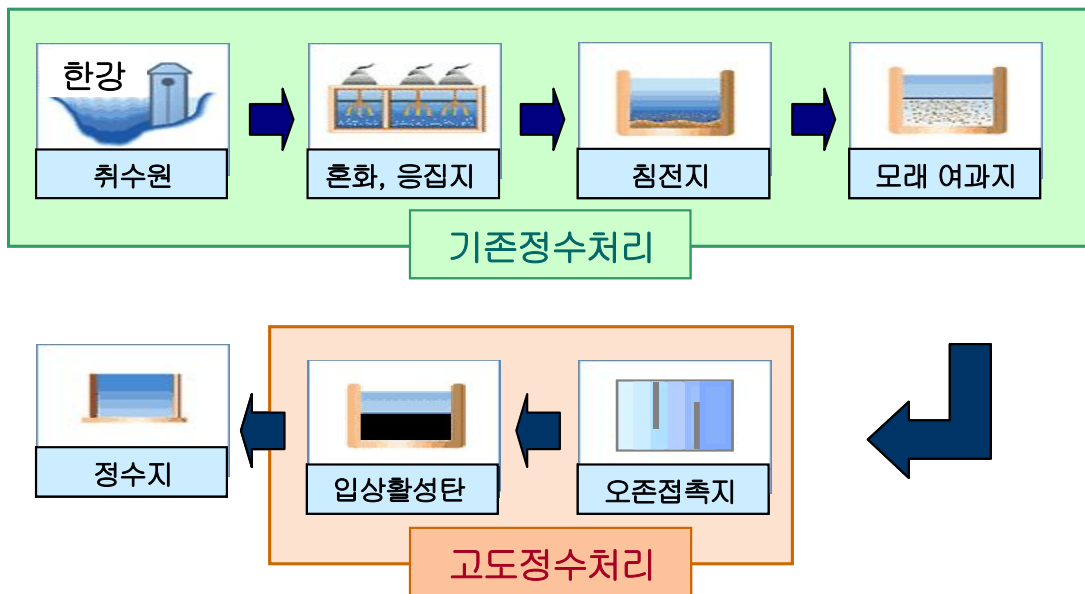 한강
취수원
혼화, 응집지
침전지
모래 여과지
기존정수처리
정수지
입상활성탄
오존접촉지
고도정수처리